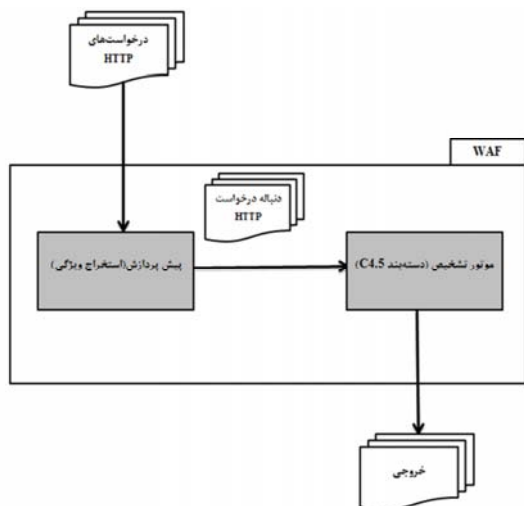 درخواست‌های
HTTP
WAF
دنباله درخواست
HTTP
پیش پردازش(استخراج ویژگی)
موتور تشخیص (دسته‌بند C4.5)
خروجی